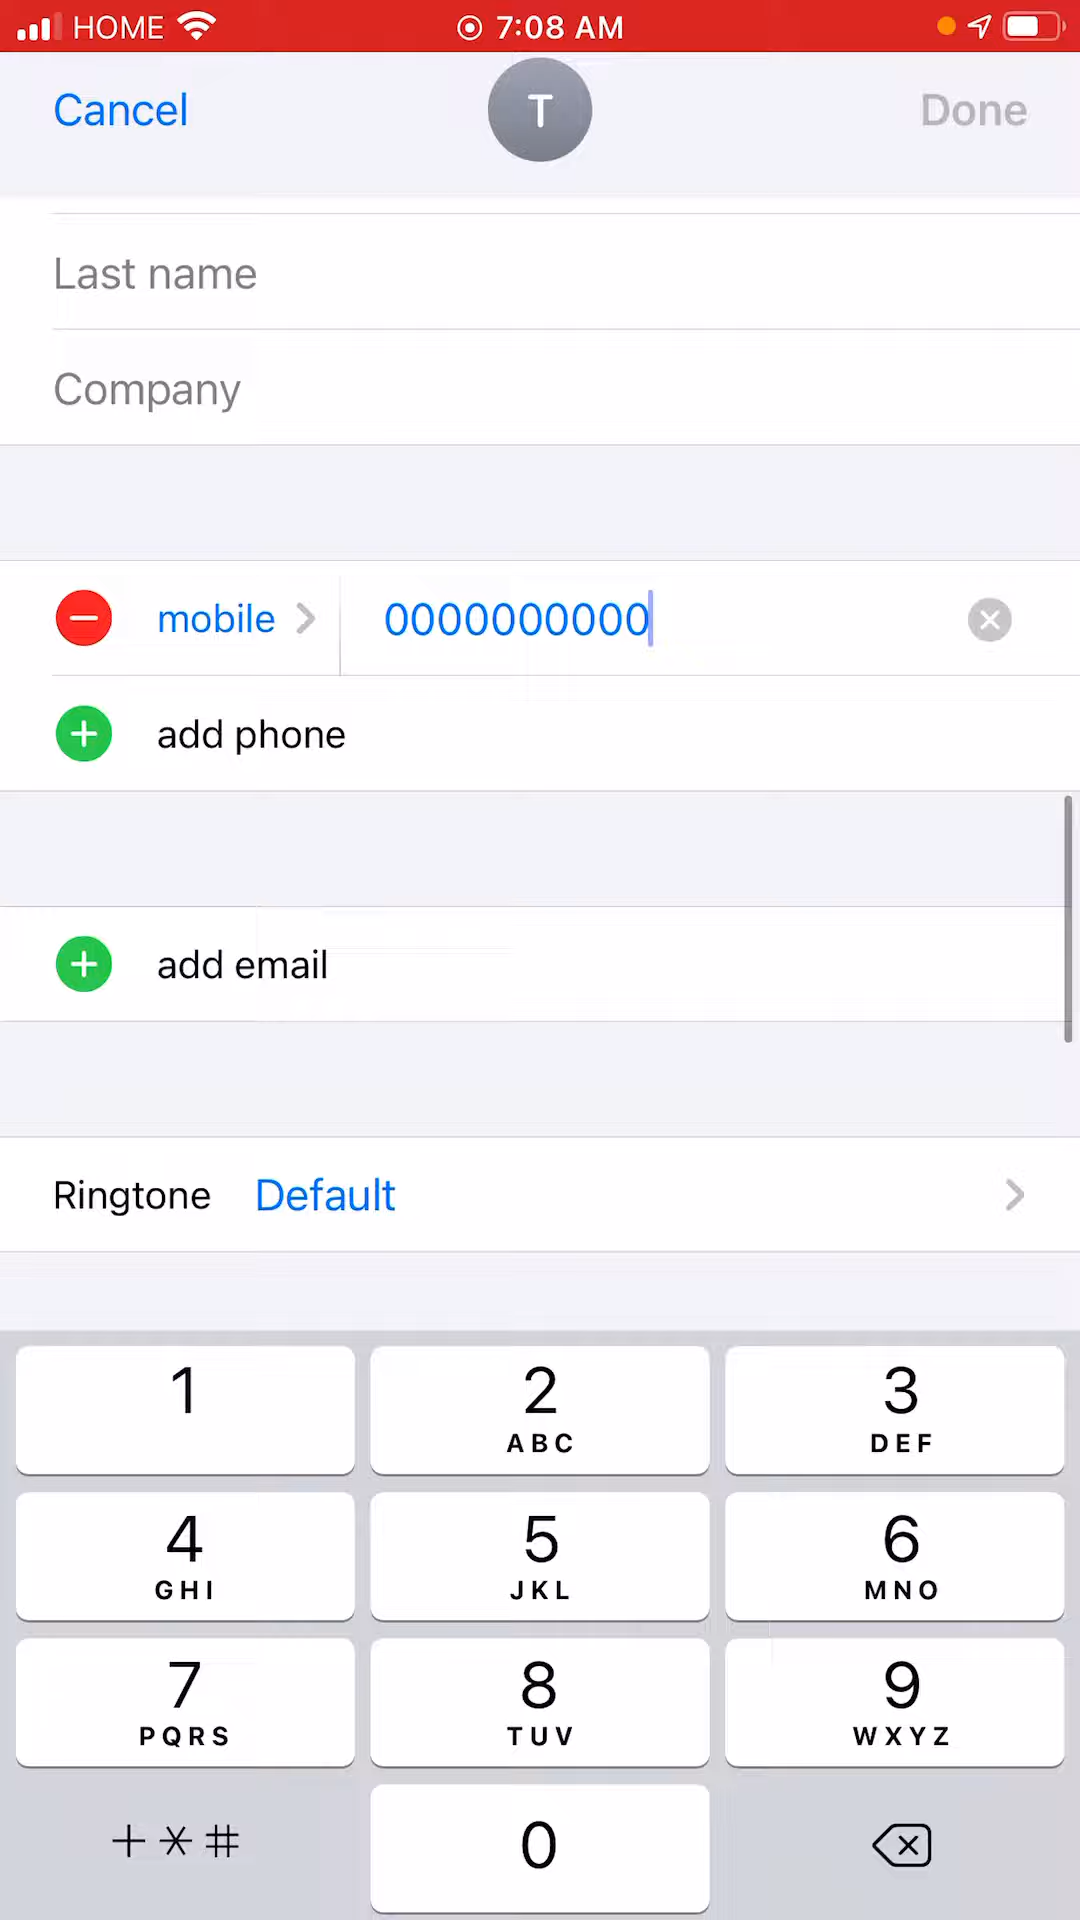 HOME 7:08 AM
Cancel T Done
Last name
Company
mobile 0000000000
add phone
add email
Ringtone Default
1 2 3
ABC DEF
4 5 6
GHI JKL MNO
7 8 9
PQRS TUV WXYZ
+*# 0